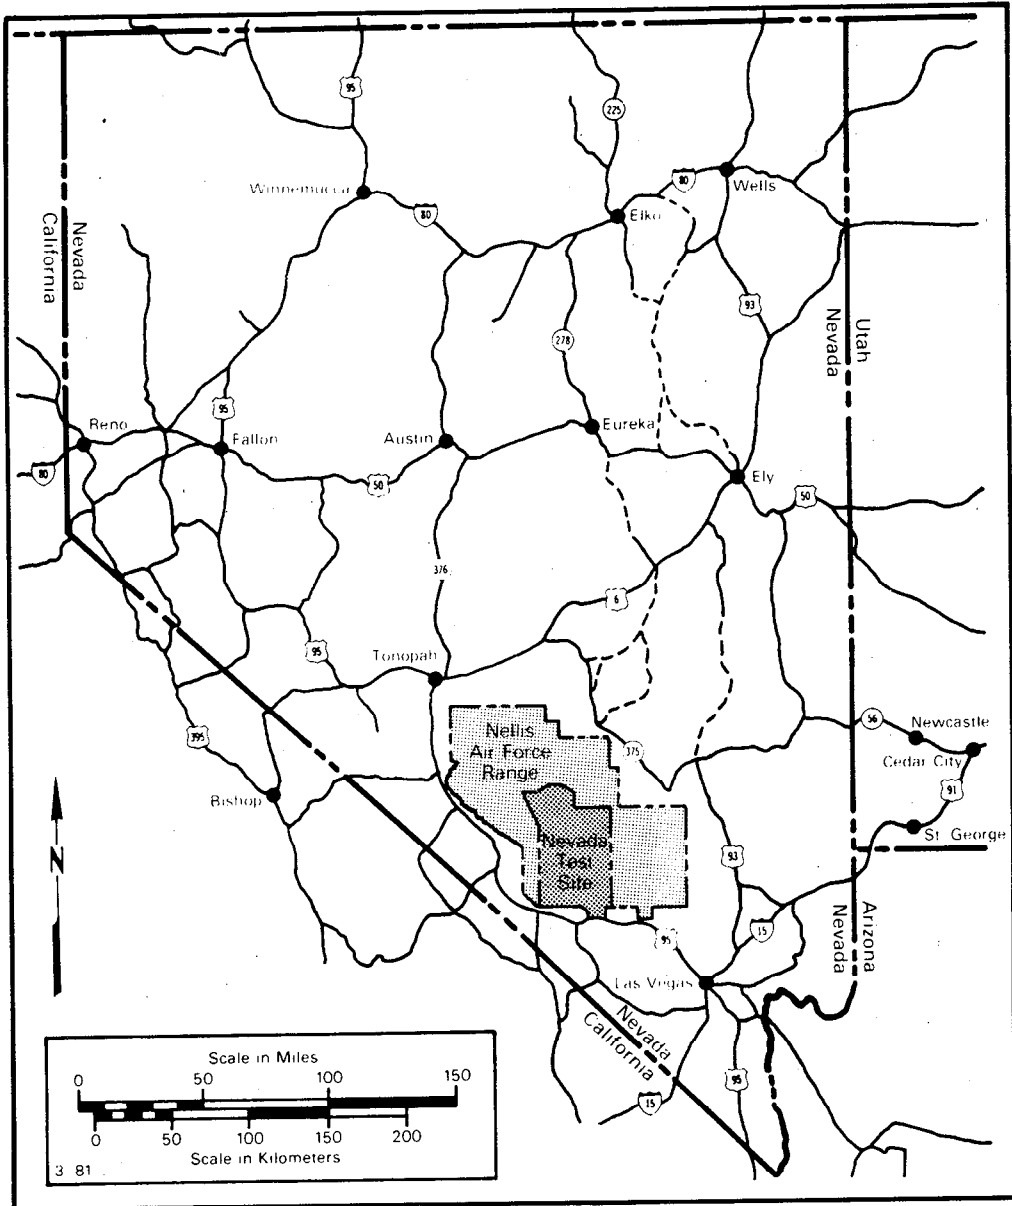 95
225
Winnemucca
80
80
Wells
Elko
Nevada
California
93
Utah
Nevada
278
95
Reno
Fallon
Austin
Eureka
80
50
Ely
50
376
6
95
Tonopah
56
Newcastle
395
Nellis
Air Force
Range
375
Cedar City
91
Bishop
St. George
N
Nevada
Test
Site
93
Arizona
Nevada
15
95
Las Vegas
Nevada
California
95
15
Scale in Miles
0 50 100 150
0 50 100 150 200
Scale in Kilometers
3 81